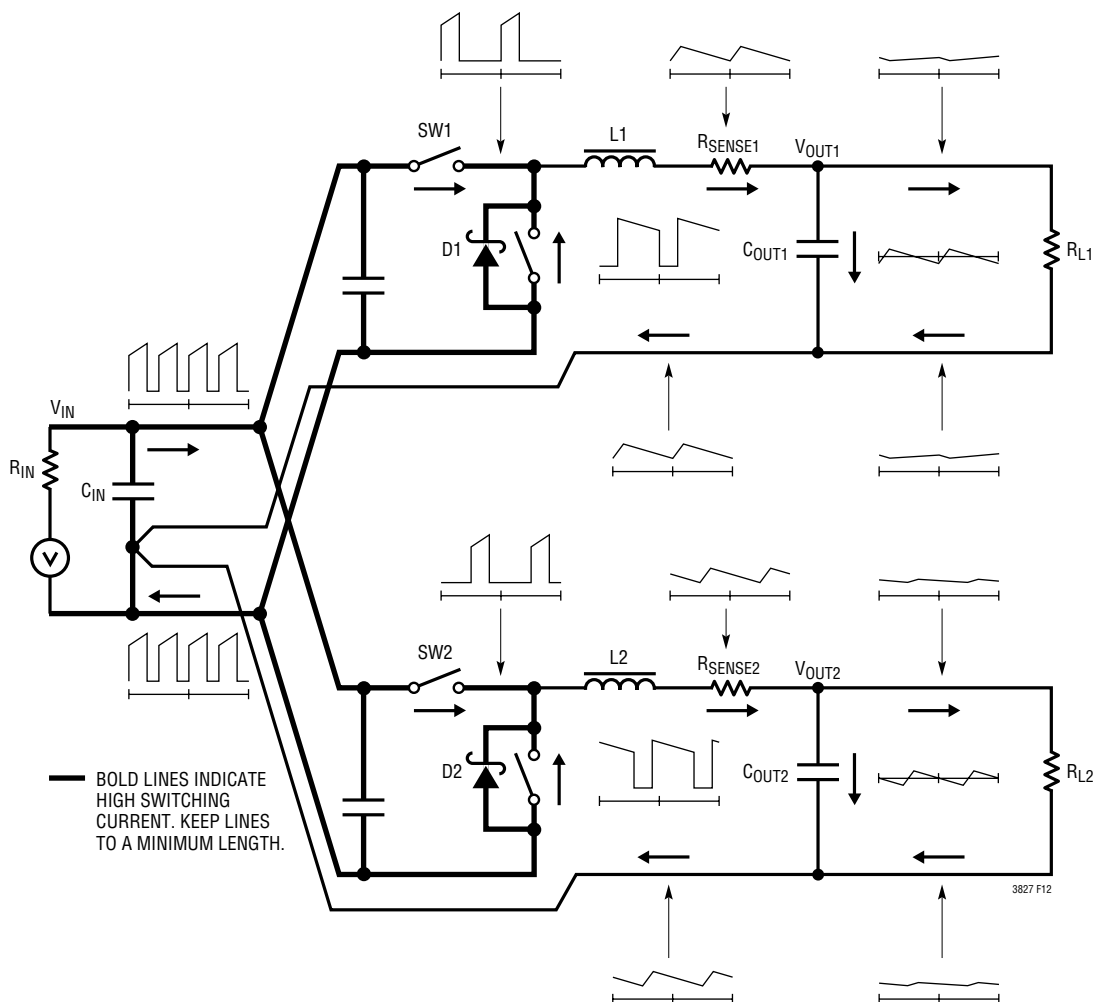 SW1
L1
RSENSE1
VOUT1
D1
COUT1
RL1
VIN
RIN
CIN
V
SW2
L2
RSENSE2
VOUT2
D2
COUT2
RL2
BOLD LINES INDICATE
HIGH SWITCHING
CURRENT. KEEP LINES
TO A MINIMUM LENGTH.
3827 F12